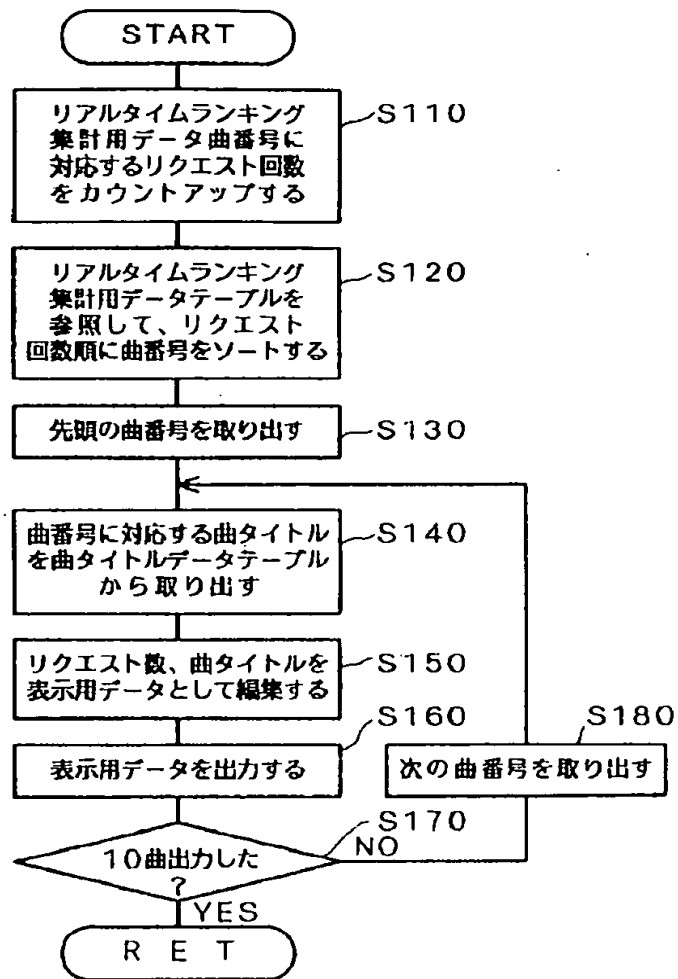 START
リアルタイムランキング
集計用データ曲番号に
対応するリクエスト回数
をカウントアップする
S110
リアルタイムランキング
集計用データテーブルを
参照して、リクエスト
回数順に曲番号をソートする
S120
先頭の曲番号を取り出す
S130
曲番号に対応する曲タイトル
を曲タイトルデータテーブル
から取り出す
S140
リクエスト数、曲タイトルを
表示用データとして編集する
S150
表示用データを出力する
S160
次の曲番号を取り出す
S180
10曲出力した
?
S170
NO
YES
RET